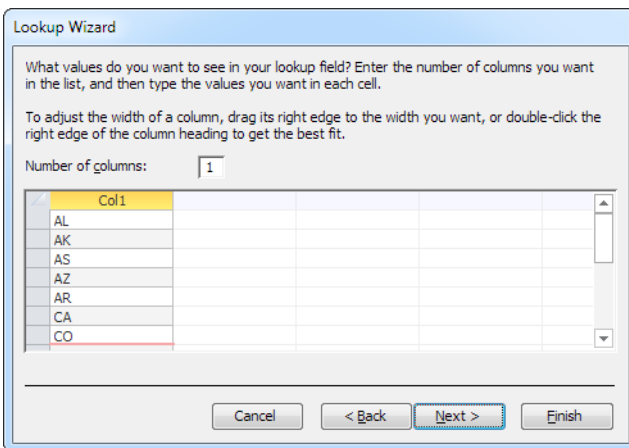 Lookup Wizard
What values do you want to see in your lookup field? Enter the number of columns you want
in the list, and then type the values you want in each cell.
To adjust the width of a column, drag its right edge to the width you want, or double-click the
right edge of the column heading to get the best fit.
Number of columns: 1
Col1
AL
AK
AS
AZ
AR
CA
CO
Cancel < Back Next > Finish